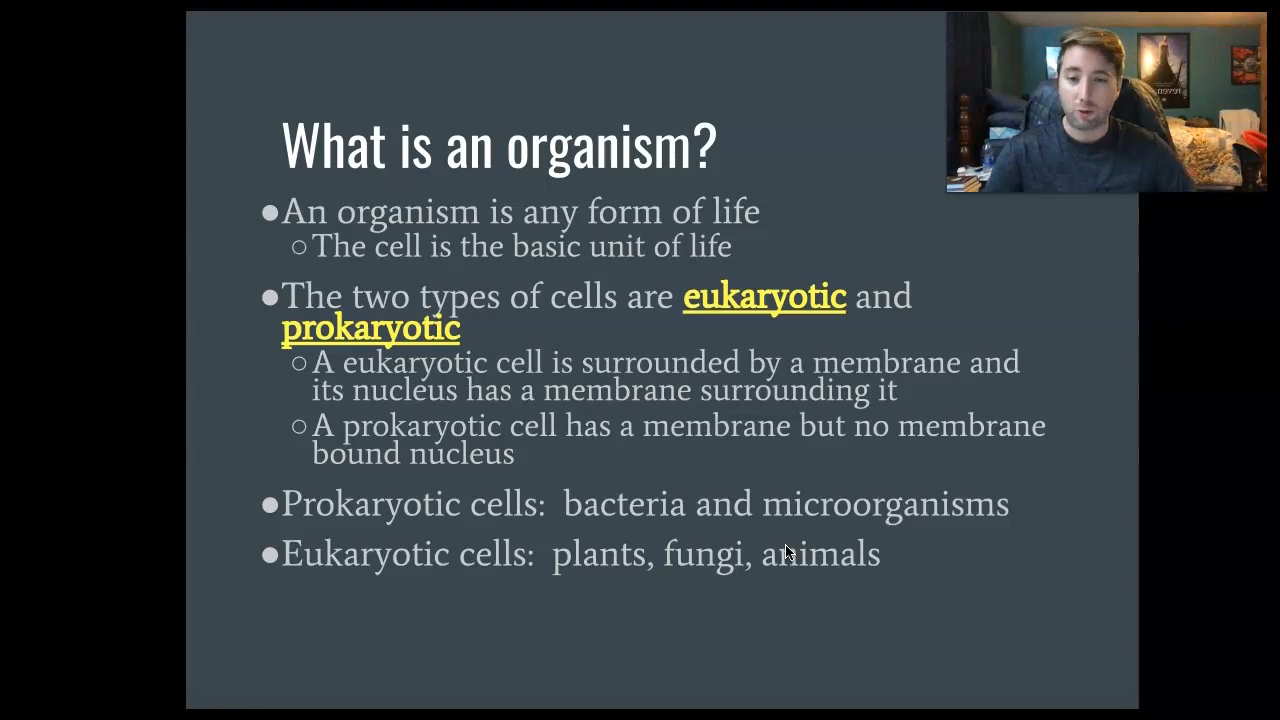 What is an organism?
●An organism is any form of life
○The cell is the basic unit of life
●The two types of cells are eukaryotic and
prokaryotic
○A eukaryotic cell is surrounded by a membrane and
its nucleus has a membrane surrounding it
○A prokaryotic cell has a membrane but no membrane
bound nucleus
●Prokaryotic cells:  bacteria and microorganisms
●Eukaryotic cells:  plants, fungi, animals